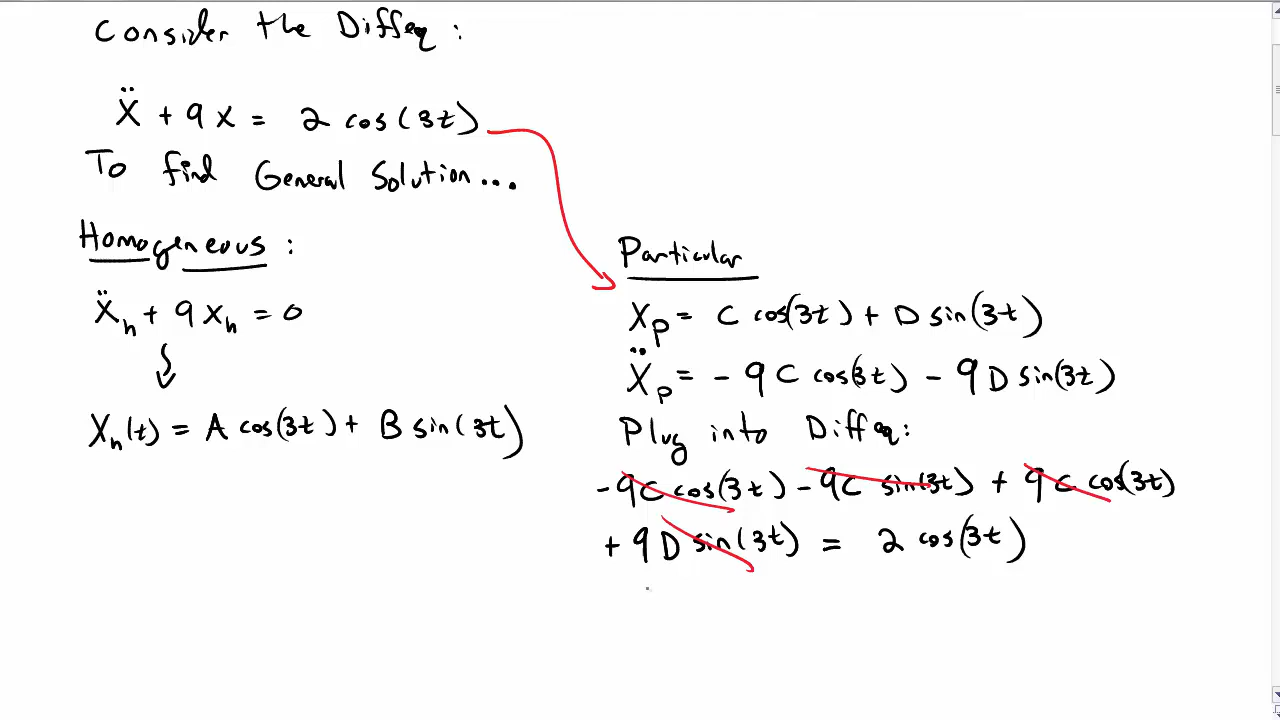 Consider the Diffeq :
Ẍ + 9x = 2 cos(3t)
To find General Solution...
Homogeneous :
Ẍₕ + 9xₕ = 0
Xₕ(t) = A cos(3t) + B sin(3t)
Particular
Xₚ = C cos(3t) + D sin(3t)
Ẍₚ = - 9C cos(3t) - 9D sin(3t)
Plug into Diffeq:
-9C cos(3t) - 9C sin(3t) + 9C cos(3t)
+ 9D sin(3t) = 2 cos(3t)